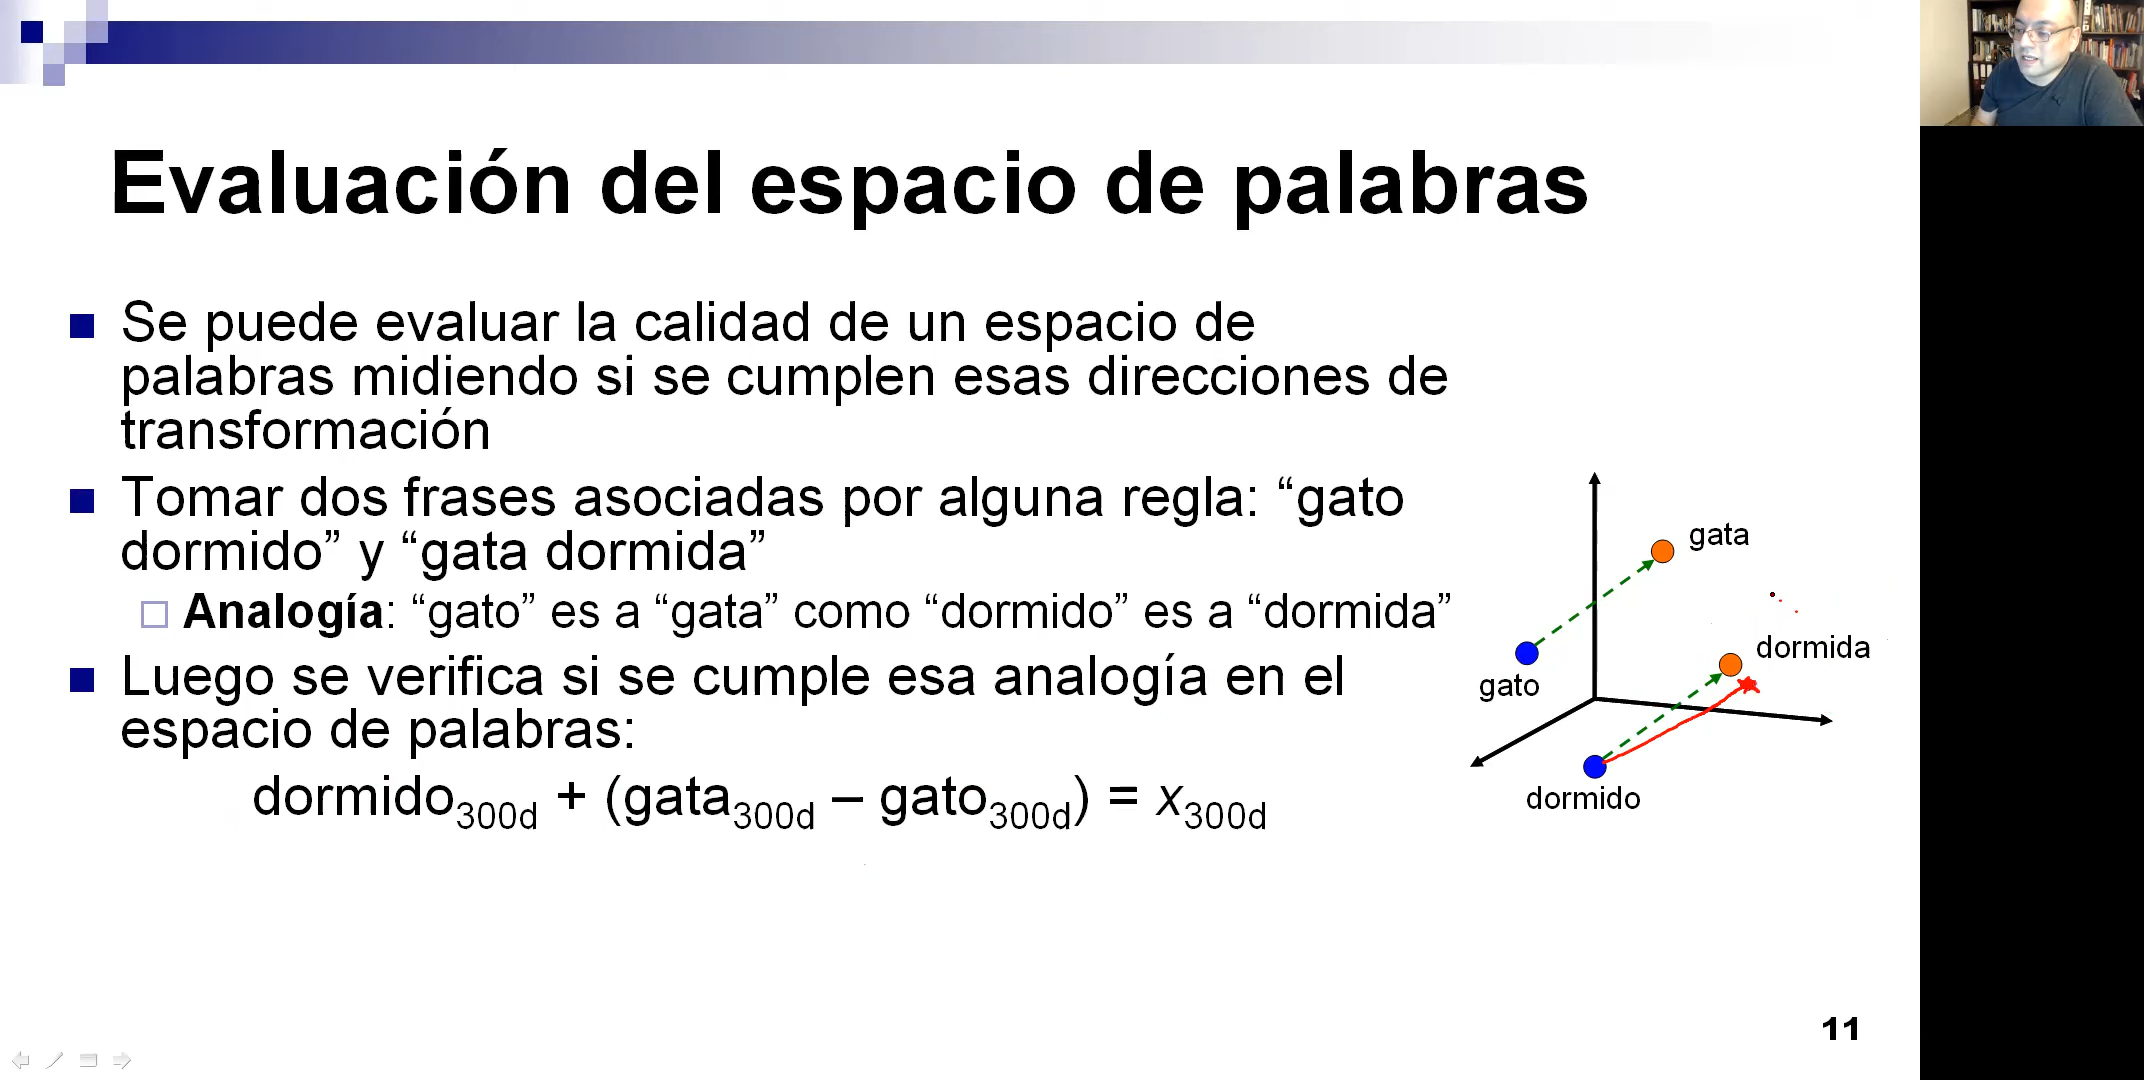 Evaluación del espacio de palabras
Se puede evaluar la calidad de un espacio de
palabras midiendo si se cumplen esas direcciones de
transformación
Tomar dos frases asociadas por alguna regla: “gato
dormido” y “gata dormida”
Analogía: “gato” es a “gata” como “dormido” es a “dormida”
Luego se verifica si se cumple esa analogía en el
espacio de palabras:
dormido300d + (gata300d – gato300d) = x300d
gata
dormida
gato
dormido
11